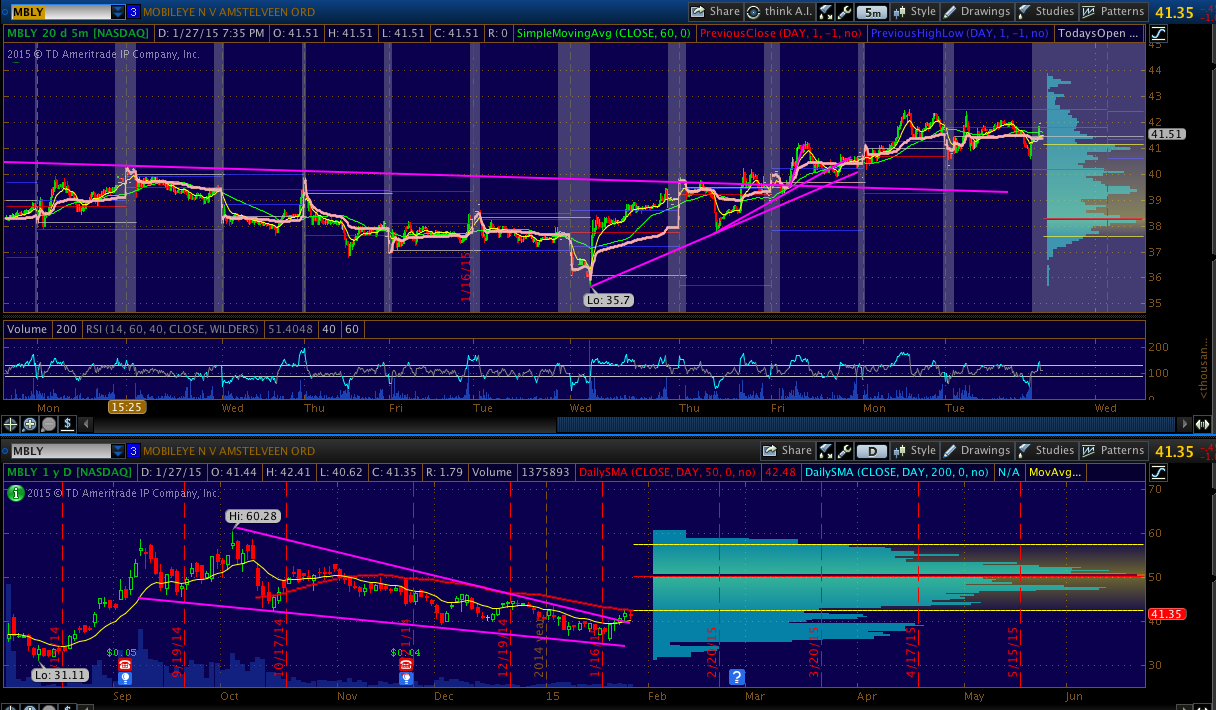 MBLY 3 MOBILEYE N V AMSTELVEEN ORD Share think A.I. 5m Style Drawings Studies Patterns 41.35
MBLY 20 d 5m [NASDAQ] D: 1/27/15 7:35 PM O: 41.51 H: 41.51 L: 41.51 C: 41.51 R: 0 SimpleMovingAvg (CLOSE, 60, 0) PreviousClose (DAY, 1, -1, no) PreviousHighLow (DAY, 1, -1, no) TodaysOpen ...
2015 © TD Ameritrade IP Company, Inc.
45
44
43
42
41.51
41
40
39
38
37
36
35
1/16/15
Lo: 35.7
Volume 200 RSI (14, 60, 40, CLOSE, WILDERS) 51.4048 40 60
200
100
0
<thousan...
Mon 15:25 Wed Thu Fri Tue Wed Thu Fri Mon Tue Wed
$
MBLY 3 MOBILEYE N V AMSTELVEEN ORD Share D Style Drawings Studies Patterns 41.35
MBLY 1 y D [NASDAQ] D: 1/27/15 O: 41.44 H: 42.41 L: 40.62 C: 41.35 R: 1.79 Volume 1375893 DailySMA (CLOSE, DAY, 50, 0, no) 42.48 DailySMA (CLOSE, DAY, 200, 0, no) N/A MovAvg...
i 2015 © TD Ameritrade IP Company, Inc.
70
60
50
41.35
40
30
Hi: 60.28
Lo: 31.11
$0.05
$0.04
9/19/14
10/17/14
12/19/14
2014 year
2/20/15
3/20/15
4/17/15
5/15/15
?
Sep Oct Nov Dec 15 Feb Mar Apr May Jun